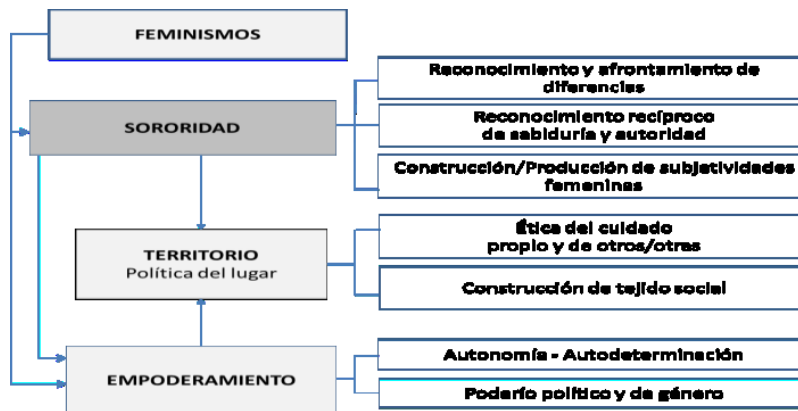 FEMINISMOS
Reconocimiento y afrontamiento de
diferencias
SORORIDAD
Reconocimiento recíproco
de sabiduría y autoridad
Construcción/Producción de subjetividades
femeninas
TERRITORIO
Política del lugar
Ética del cuidado
propio y de otros/otras
Construcción de tejido social
EMPODERAMIENTO
Autonomía - Autodeterminación
Poderío político y de género